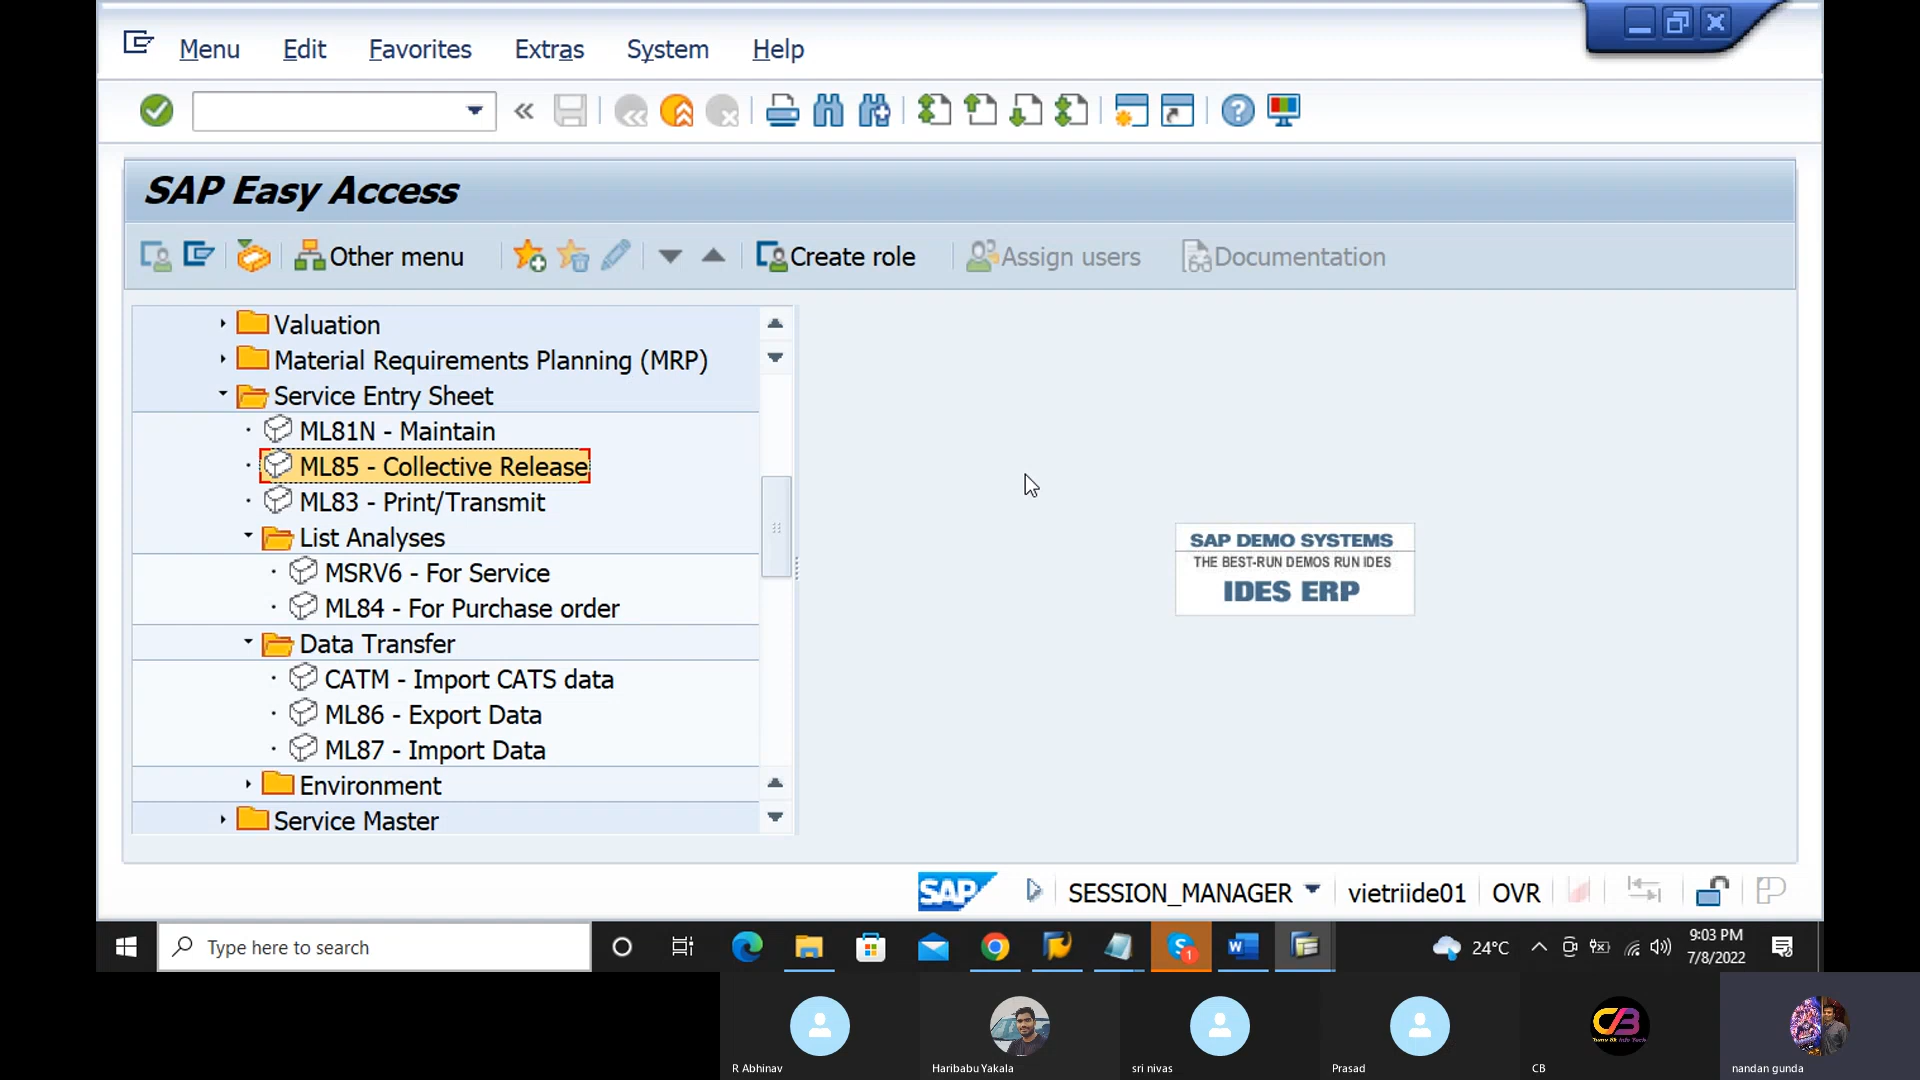 Menu Edit Favorites Extras System Help
SAP Easy Access
Other menu Create role Assign users Documentation
Valuation
Material Requirements Planning (MRP)
Service Entry Sheet
ML81N - Maintain
ML85 - Collective Release
ML83 - Print/Transmit
List Analyses
MSRV6 - For Service
ML84 - For Purchase order
Data Transfer
CATM - Import CATS data
ML86 - Export Data
ML87 - Import Data
Environment
Service Master
SAP DEMO SYSTEMS
THE BEST-RUN DEMOS RUN IDES
IDES ERP
SAP SESSION_MANAGER vietriide01 OVR
Type here to search
24°C
9:03 PM
7/8/2022
R Abhinav
Haribabu Yakala
sri nivas
Prasad
CB
nandan gunda